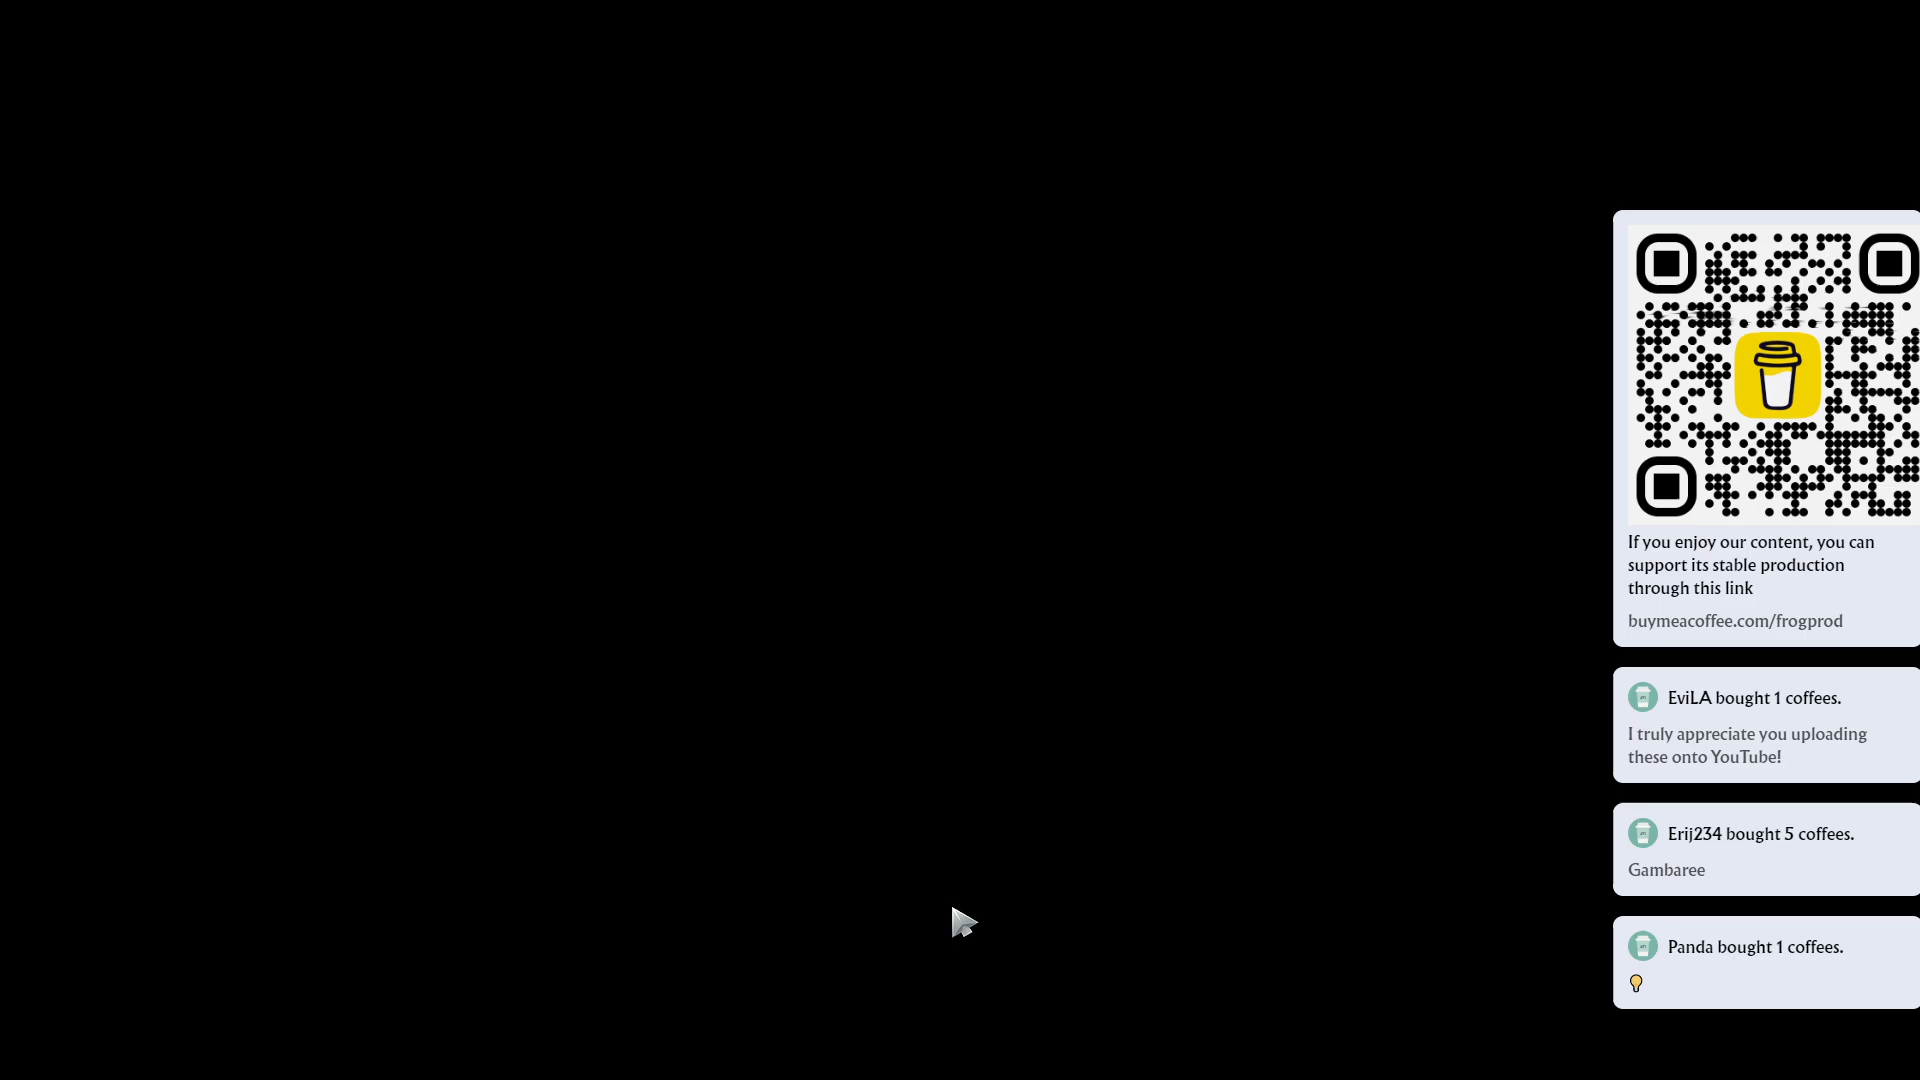 If you enjoy our content, you can
support its stable production
through this link
buymeacoffee.com/frogprod
EviLA bought 1 coffees.
I truly appreciate you uploading
these onto YouTube!
Erij234 bought 5 coffees.
Gambaree
Panda bought 1 coffees.